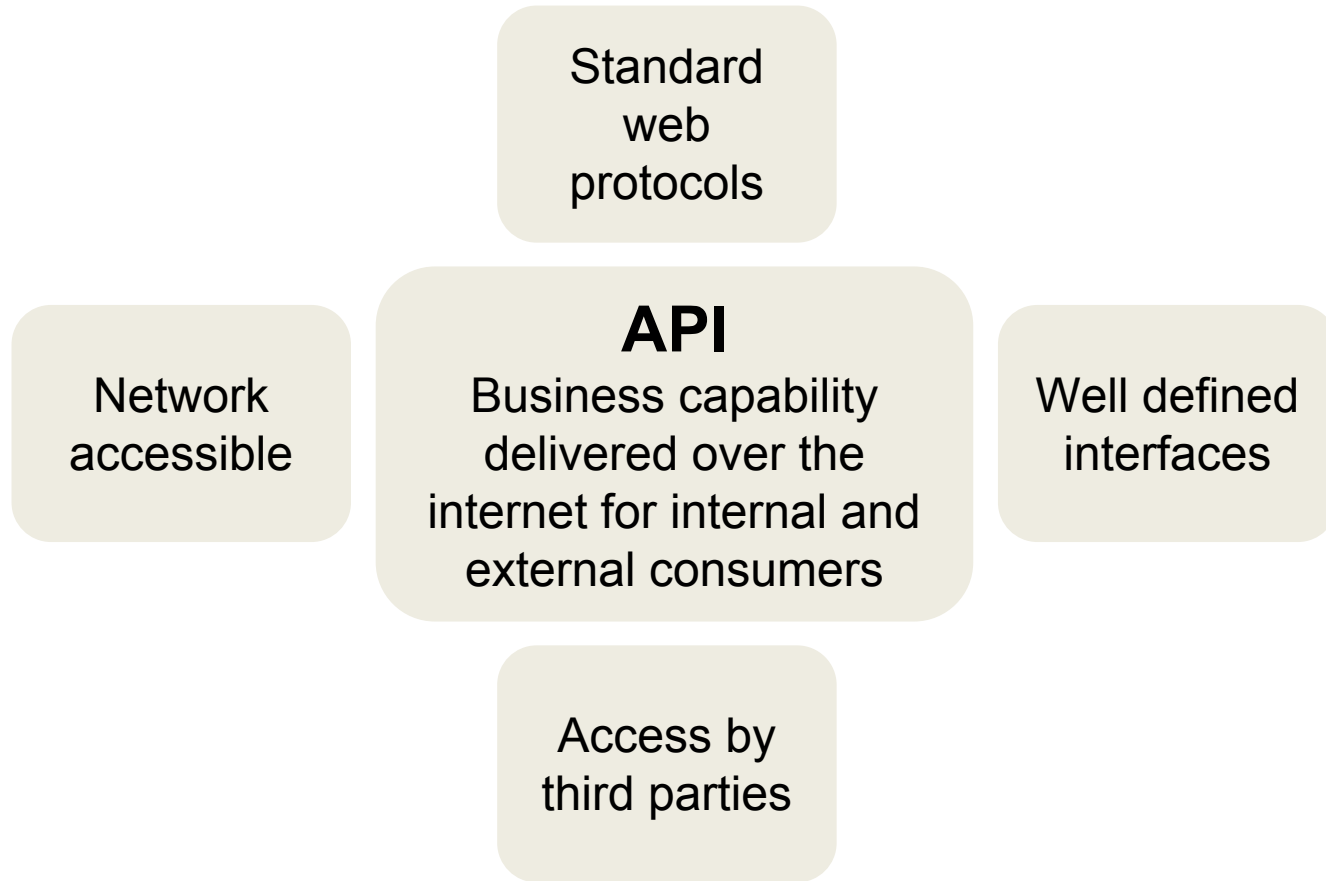 Standard
web
protocols
Network
accessible
API
Business capability
delivered over the
internet for internal and
external consumers
Well defined
interfaces
Access by
third parties